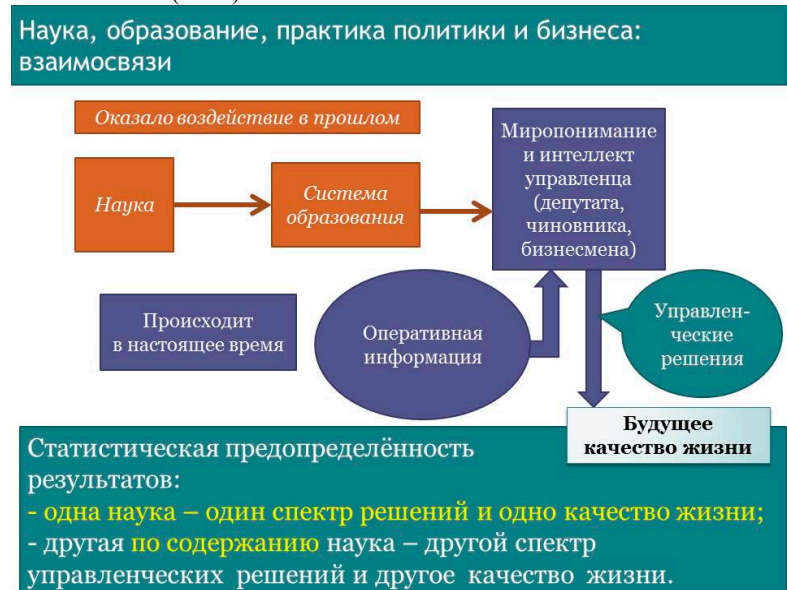 Наука, образование, практика политики и бизнеса:
взаимосвязи
Оказало воздействие в прошлом
Наука
Система
образования
Миропонимание
и интеллект
управленца
(депутата,
чиновника,
бизнесмена)
Происходит
в настоящее время
Оперативная
информация
Управлен-
ческие
решения
Будущее
качество жизни
Статистическая предопределённость
результатов:
- одна наука – один спектр решений и одно качество жизни;
- другая по содержанию наука – другой спектр
управленческих решений и другое качество жизни.